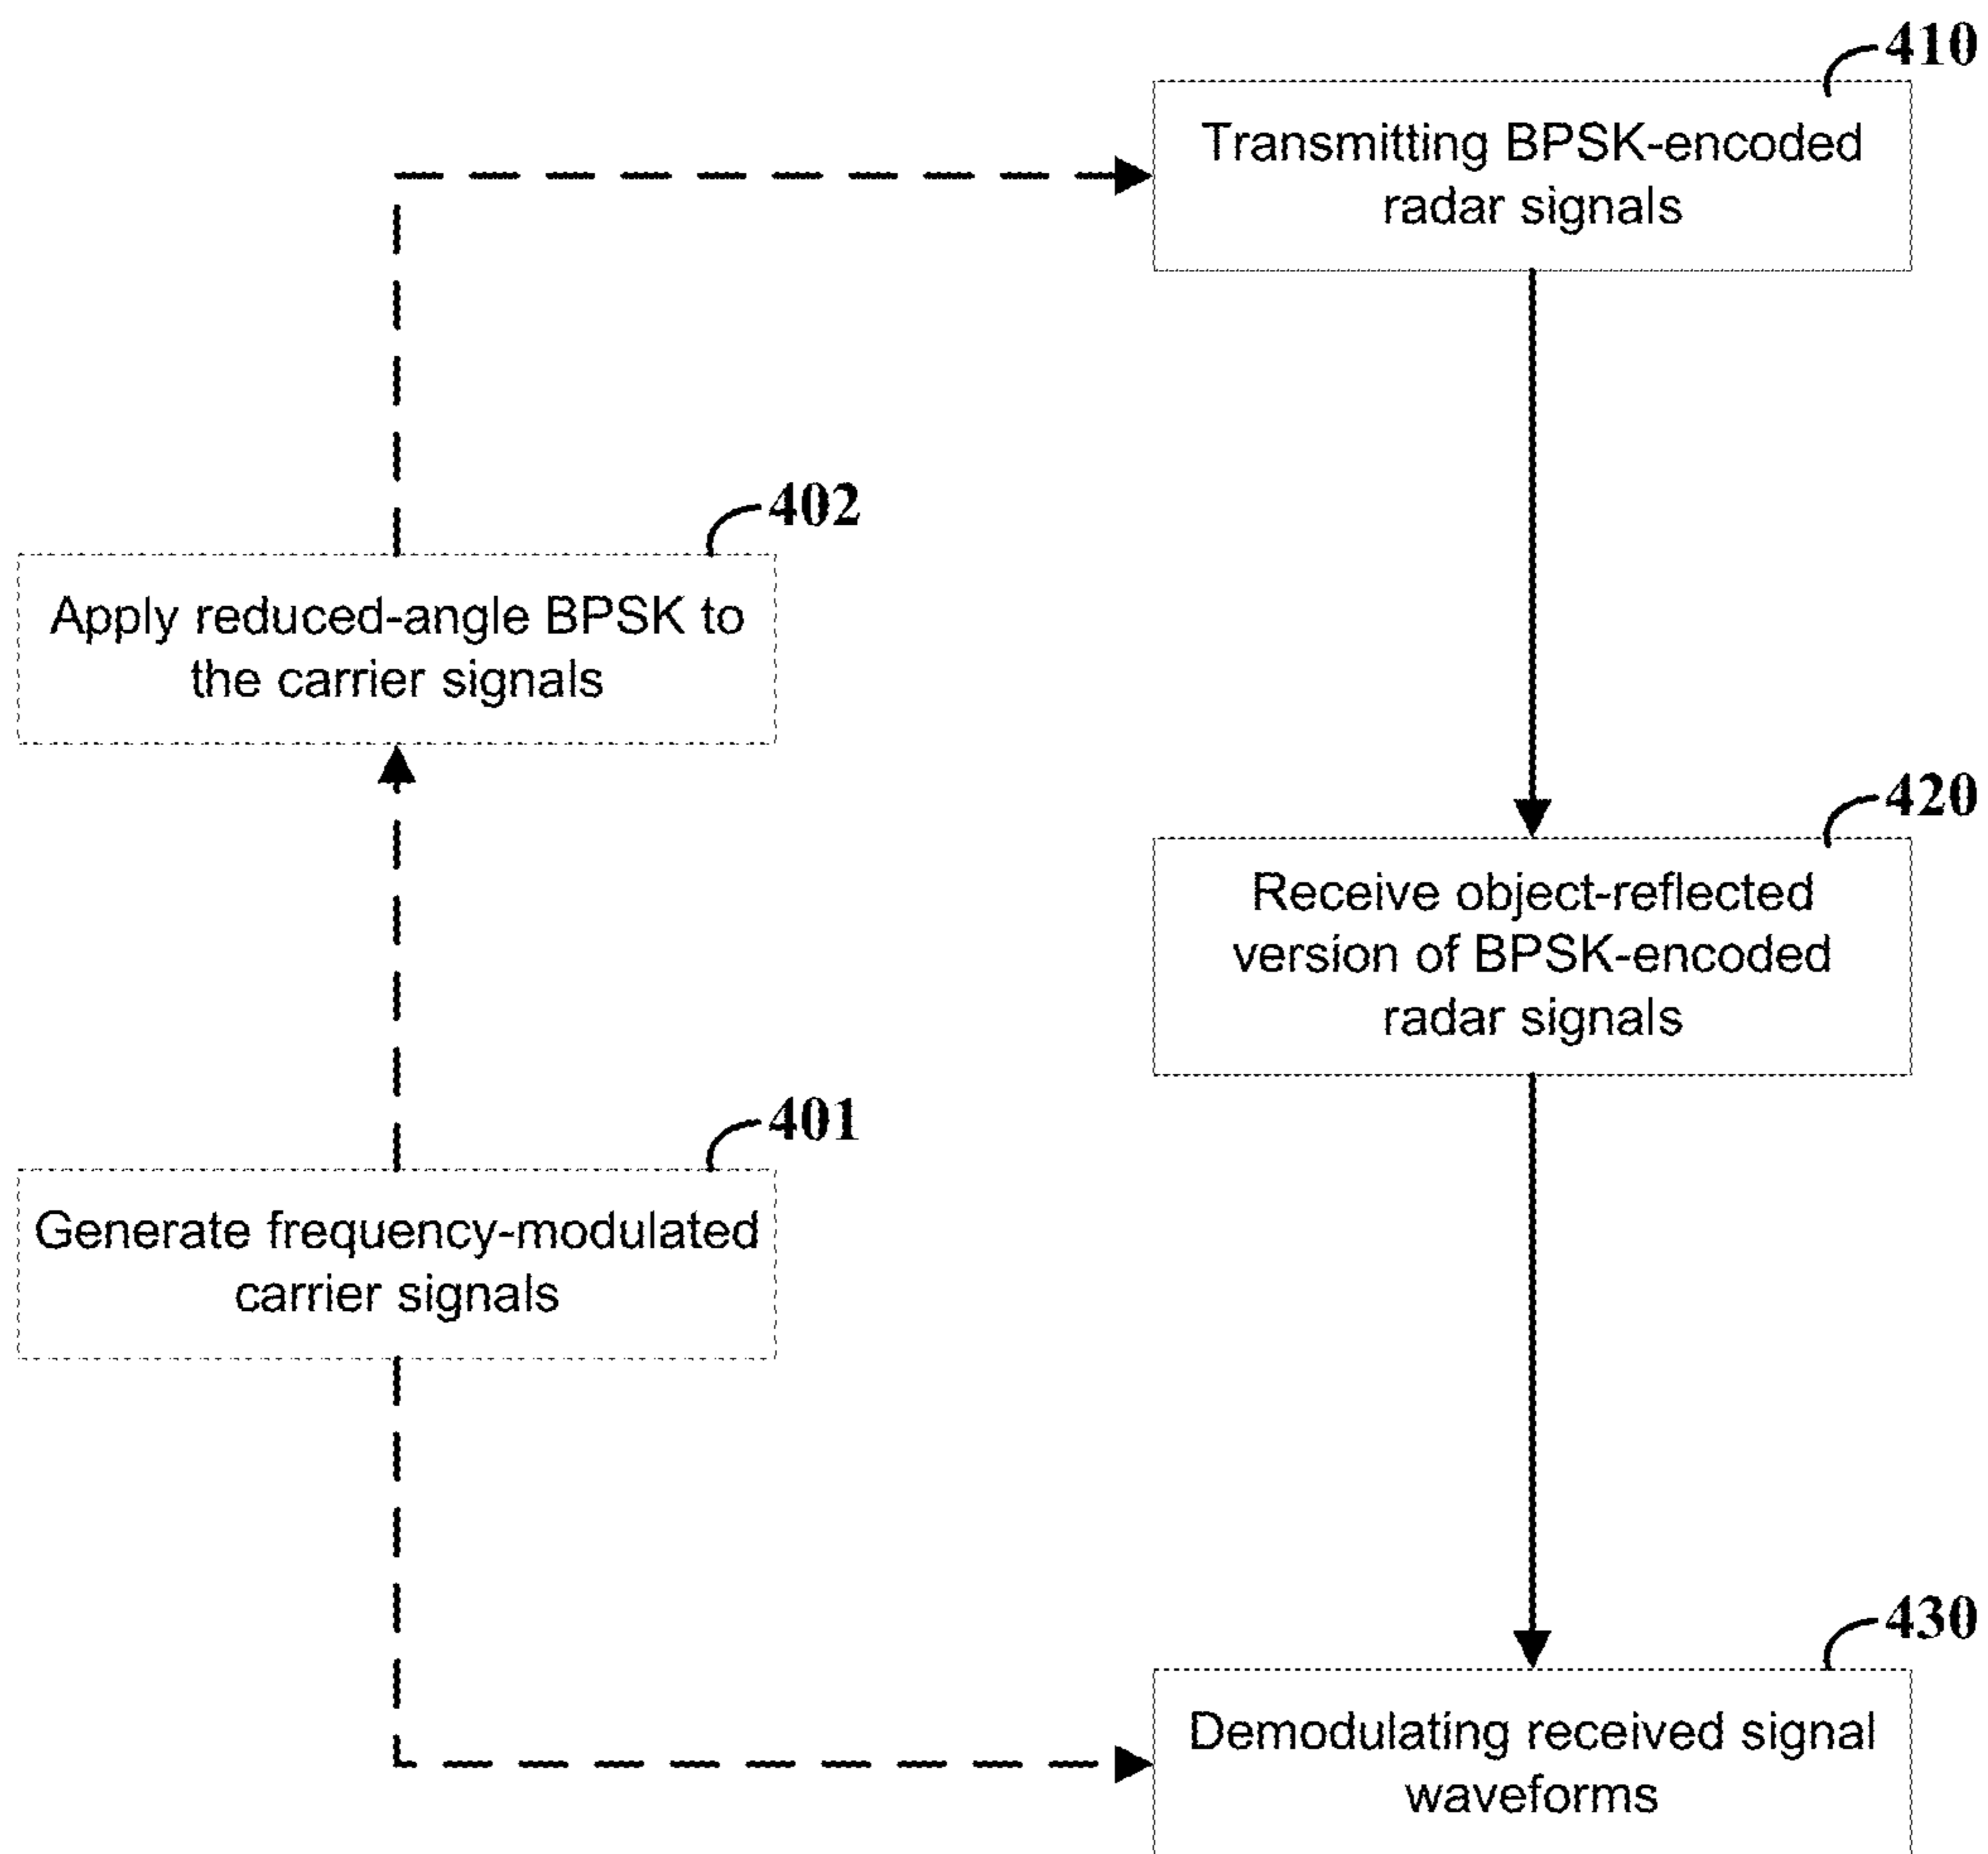 410
Transmitting BPSK-encoded
radar signals
402
Apply reduced-angle BPSK to
the carrier signals
420
Receive object-reflected
version of BPSK-encoded
radar signals
401
Generate frequency-modulated
carrier signals
430
Demodulating received signal
waveforms